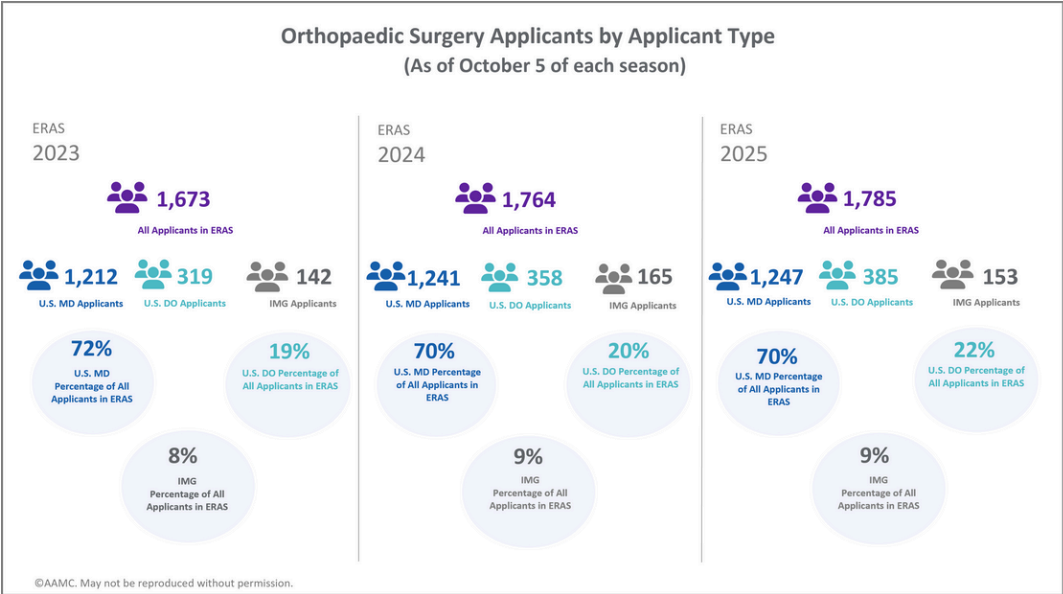 Orthopaedic Surgery Applicants by Applicant Type
(As of October 5 of each season)
ERAS
2023
1,673
All Applicants in ERAS
1,212
U.S. MD Applicants
319
U.S. DO Applicants
142
IMG Applicants
72%
U.S. MD
Percentage of All
Applicants in ERAS
19%
U.S. DO Percentage of
All Applicants in ERAS
8%
IMG
Percentage of All
Applicants in ERAS
ERAS
2024
1,764
All Applicants in ERAS
1,241
U.S. MD Applicants
358
U.S. DO Applicants
165
IMG Applicants
70%
U.S. MD Percentage
of All Applicants in
ERAS
20%
U.S. DO Percentage of
All Applicants in ERAS
9%
IMG
Percentage of All
Applicants in ERAS
ERAS
2025
1,785
All Applicants in ERAS
1,247
U.S. MD Applicants
385
U.S. DO Applicants
153
IMG Applicants
70%
U.S. MD Percentage
of All Applicants in
ERAS
22%
U.S. DO Percentage of
All Applicants in ERAS
9%
IMG
Percentage of All
Applicants in ERAS
©AAMC. May not be reproduced without permission.